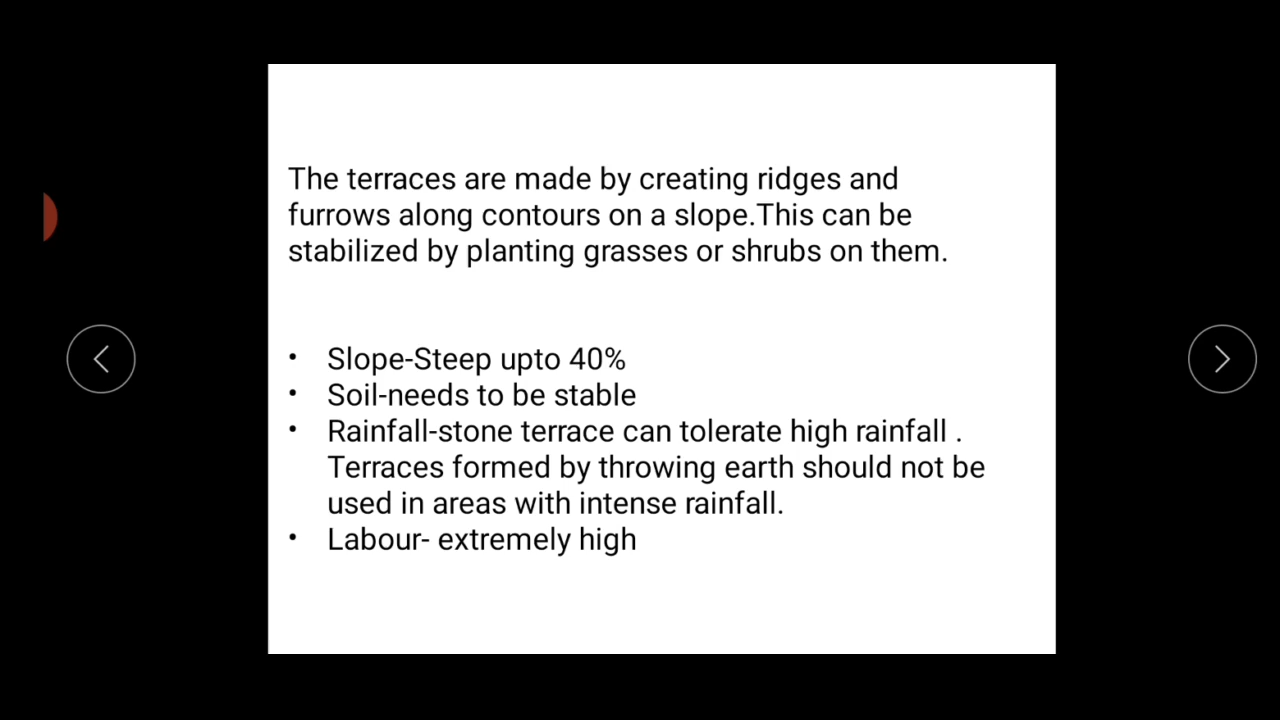 The terraces are made by creating ridges and
furrows along contours on a slope.This can be
stabilized by planting grasses or shrubs on them.
• Slope-Steep upto 40%
• Soil-needs to be stable
• Rainfall-stone terrace can tolerate high rainfall .
Terraces formed by throwing earth should not be
used in areas with intense rainfall.
• Labour- extremely high